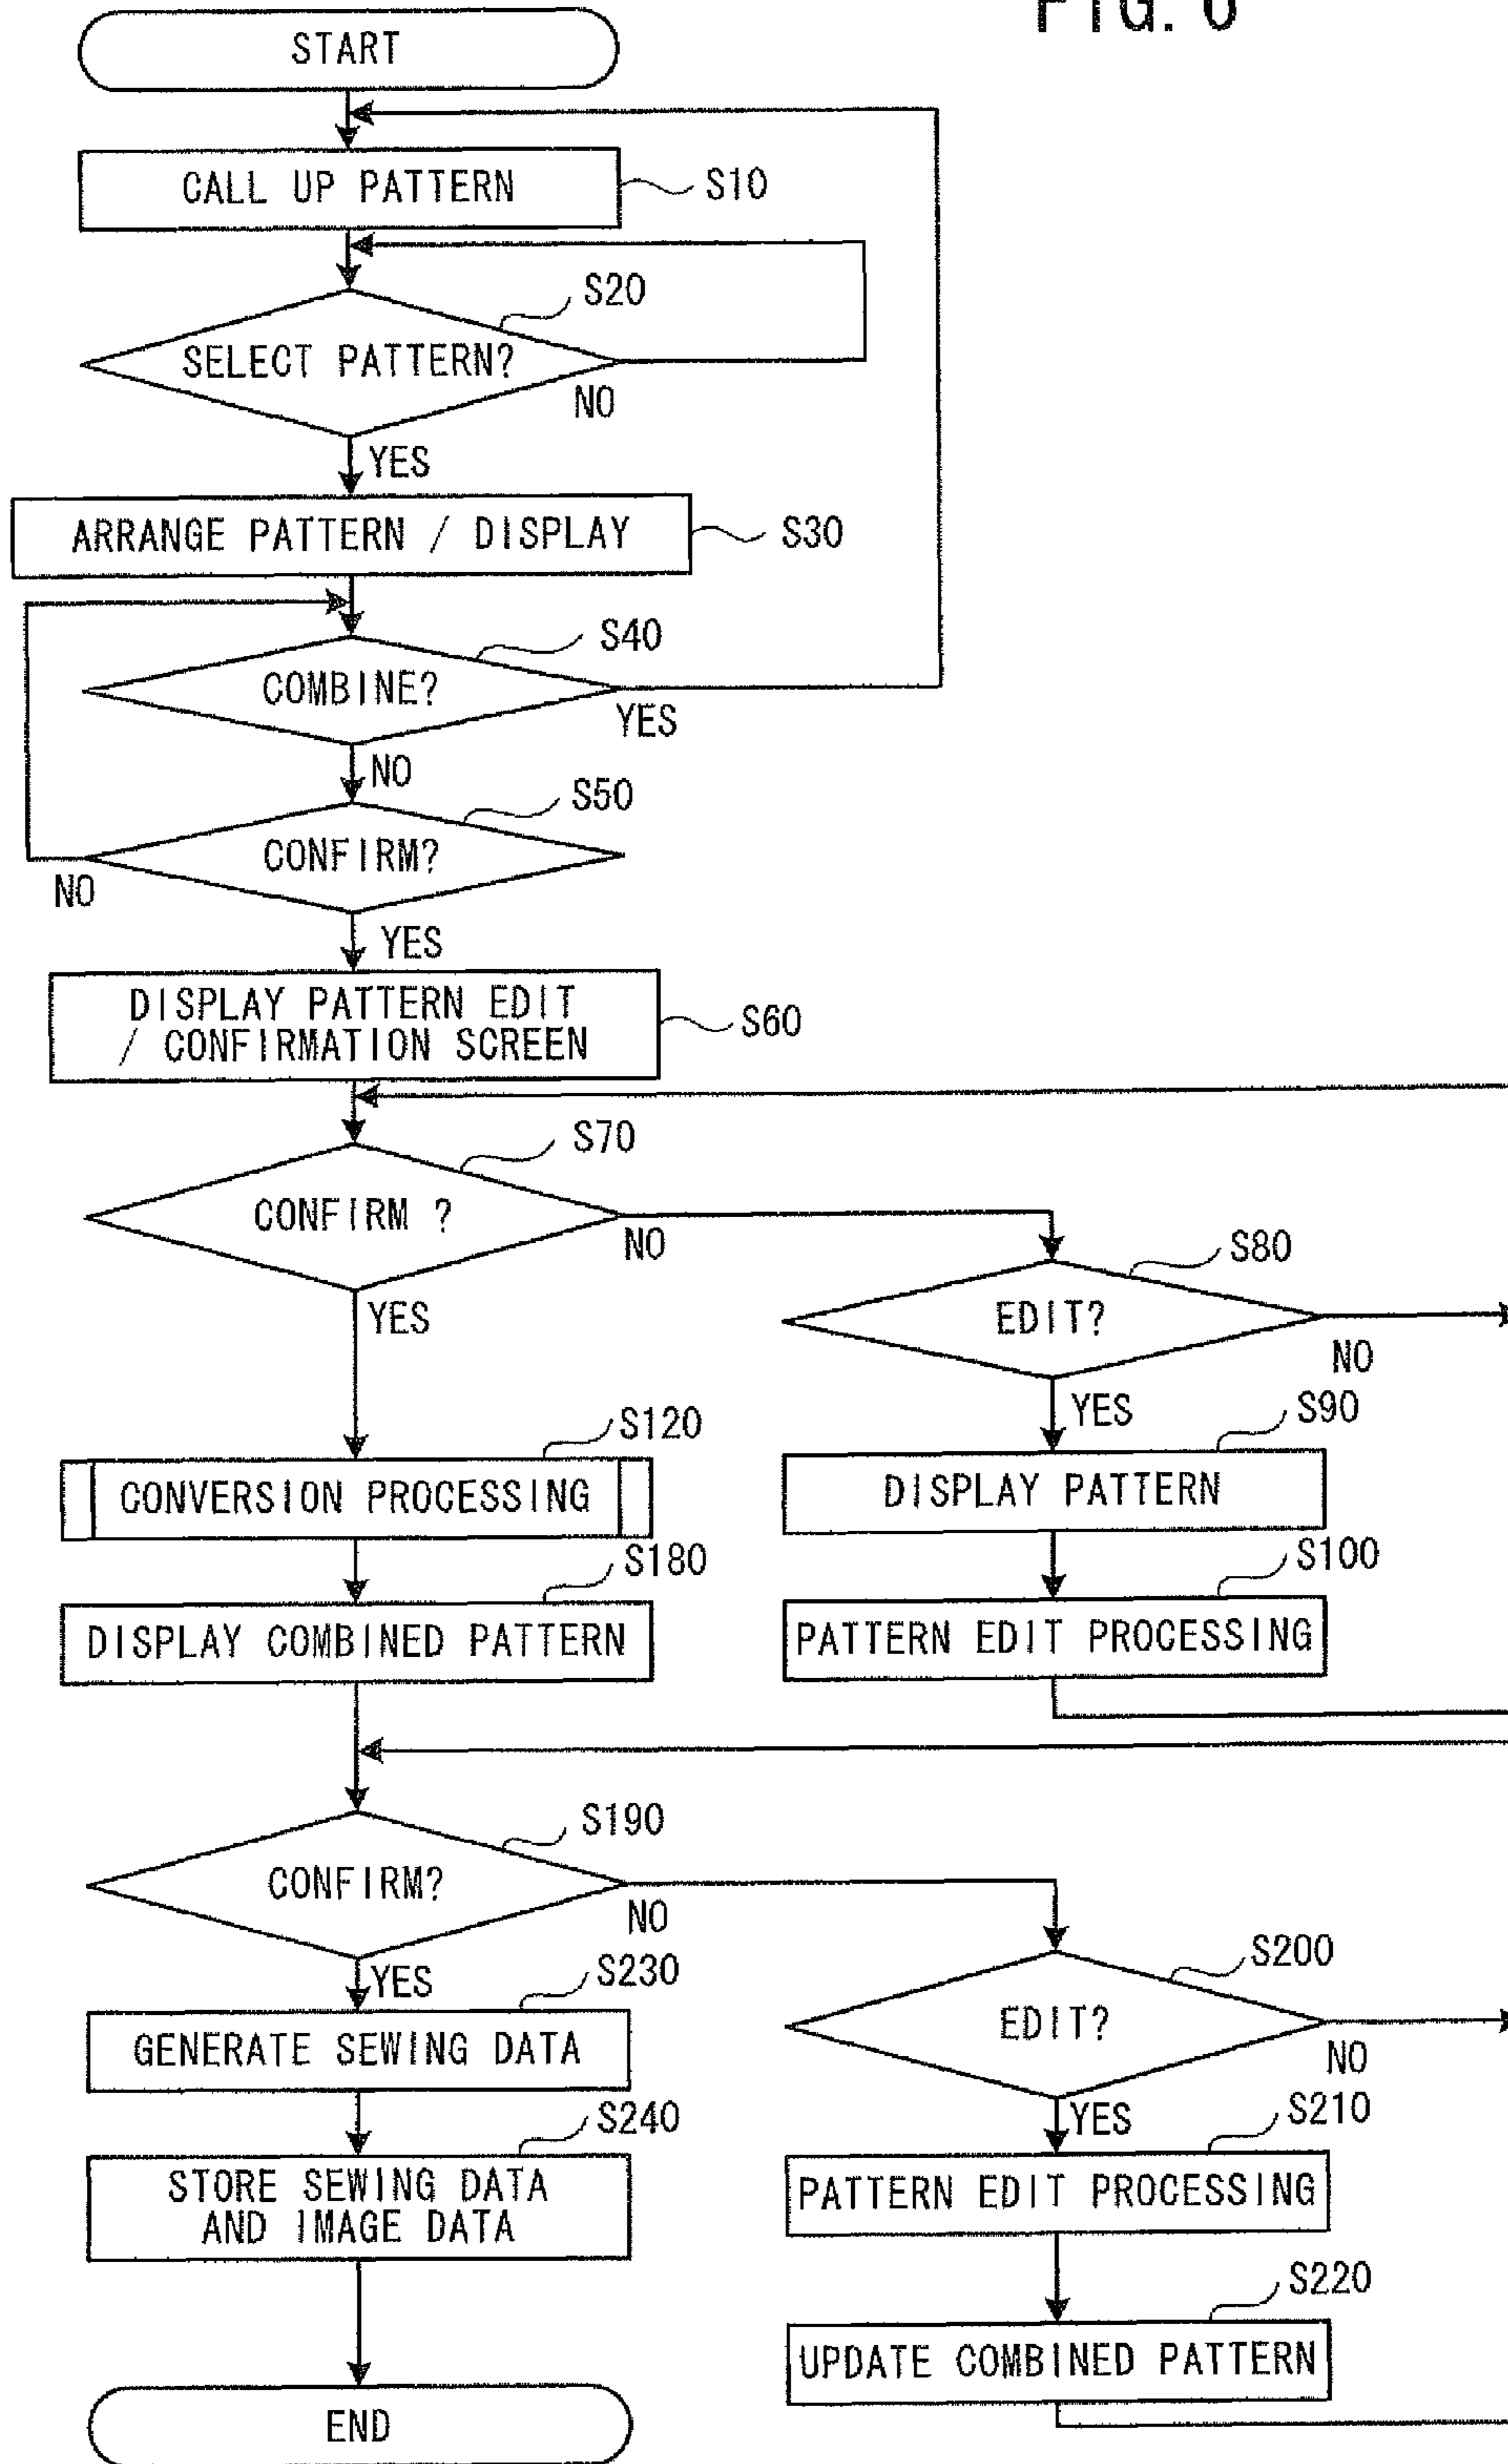 FIG. 6
START
CALL UP PATTERN
S10
S20
SELECT PATTERN?
NO
YES
ARRANGE PATTERN / DISPLAY
S30
S40
COMBINE?
YES
NO
S50
CONFIRM?
NO
YES
DISPLAY PATTERN EDIT
/ CONFIRMATION SCREEN
S60
S70
CONFIRM ?
NO
YES
S80
EDIT?
NO
YES
S90
DISPLAY PATTERN
S100
PATTERN EDIT PROCESSING
S120
CONVERSION PROCESSING
S180
DISPLAY COMBINED PATTERN
S190
CONFIRM?
NO
YES
S200
EDIT?
NO
YES
S210
PATTERN EDIT PROCESSING
S220
UPDATE COMBINED PATTERN
S230
GENERATE SEWING DATA
S240
STORE SEWING DATA
AND IMAGE DATA
END